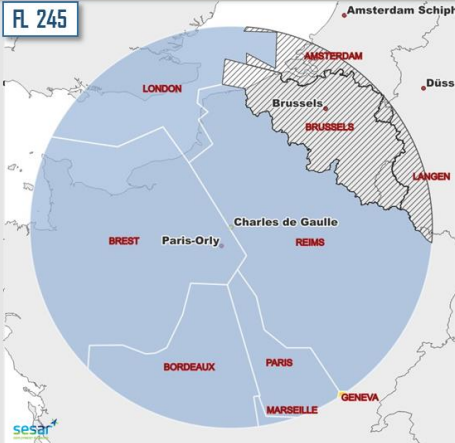 FL 245
Amsterdam Schiph
AMSTERDAM
LONDON
Düss
Brussels
BRUSSELS
LANGEN
Charles de Gaulle
BREST
Paris-Orly
REIMS
BORDEAUX
PARIS
GENEVA
MARSEILLE
sesar